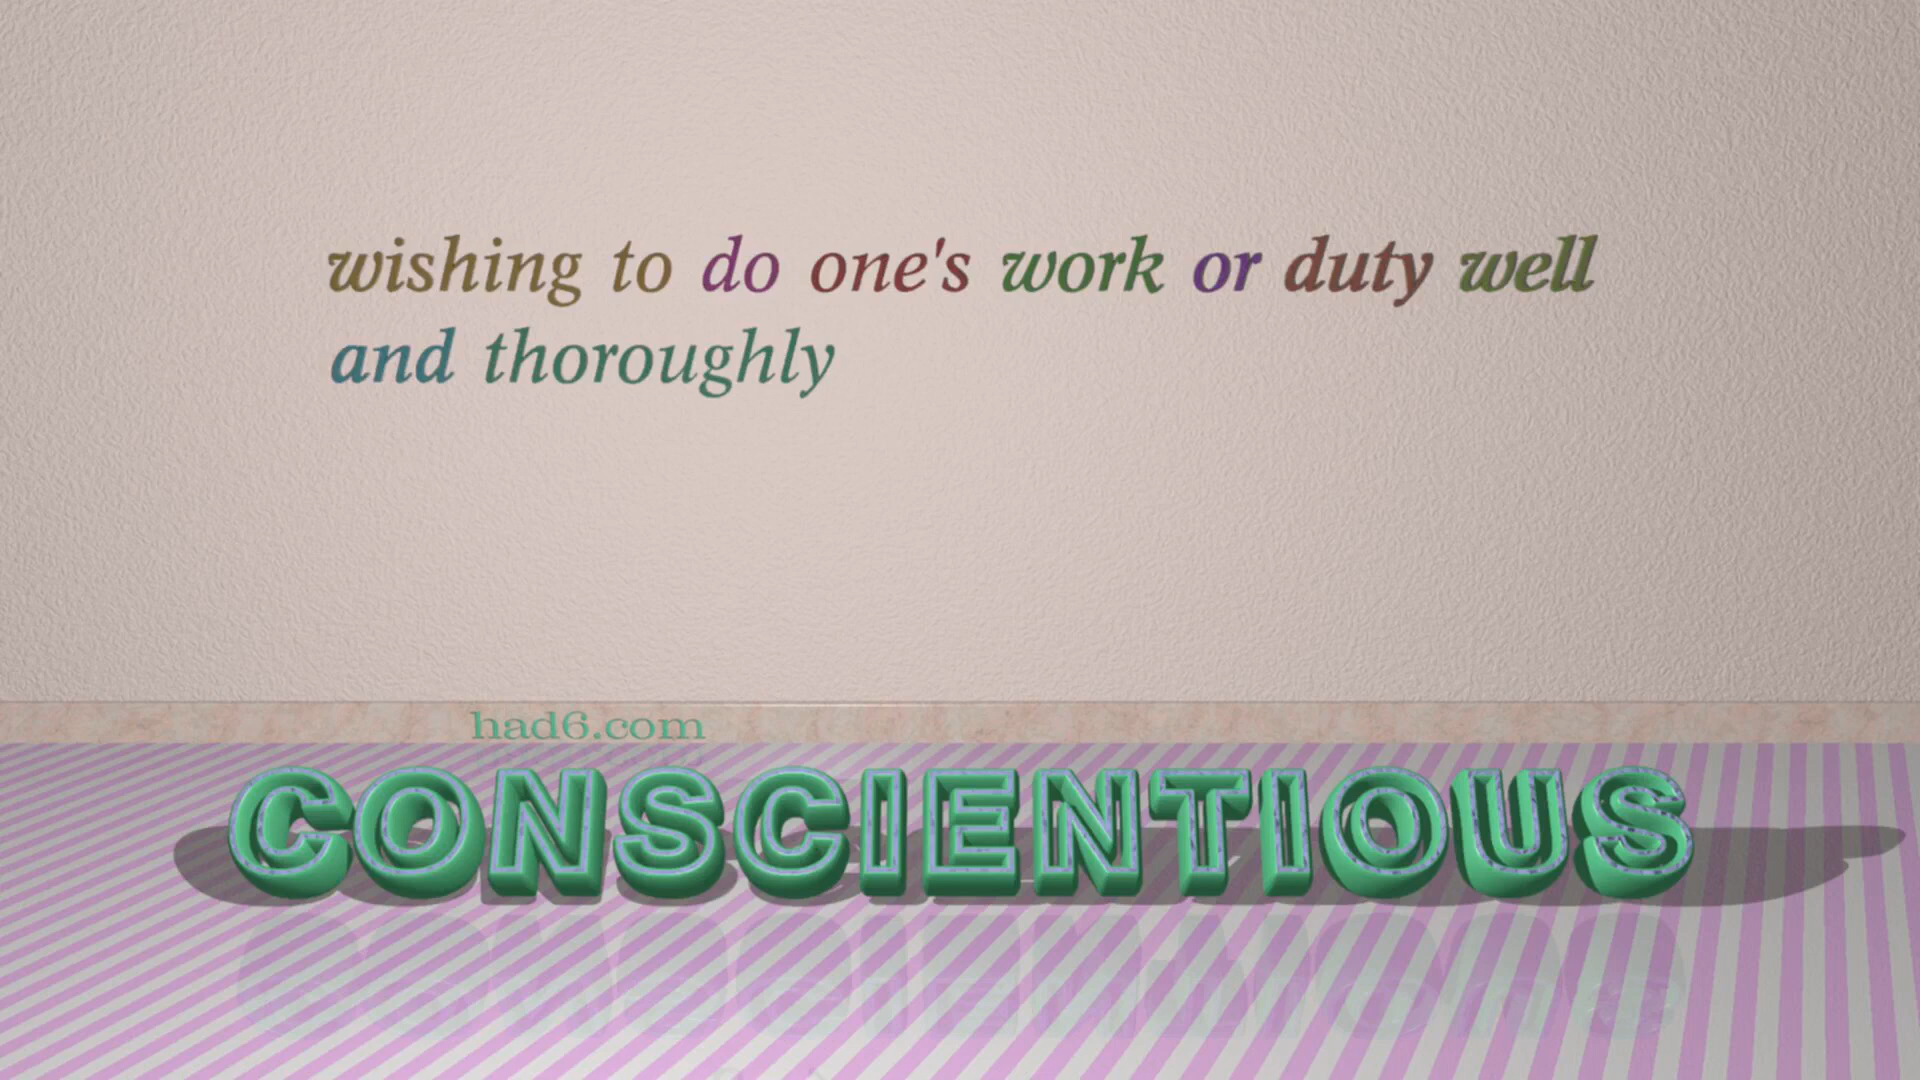 wishing to do one's work or duty well
and thoroughly
had6.com
CONSCIENTIOUS